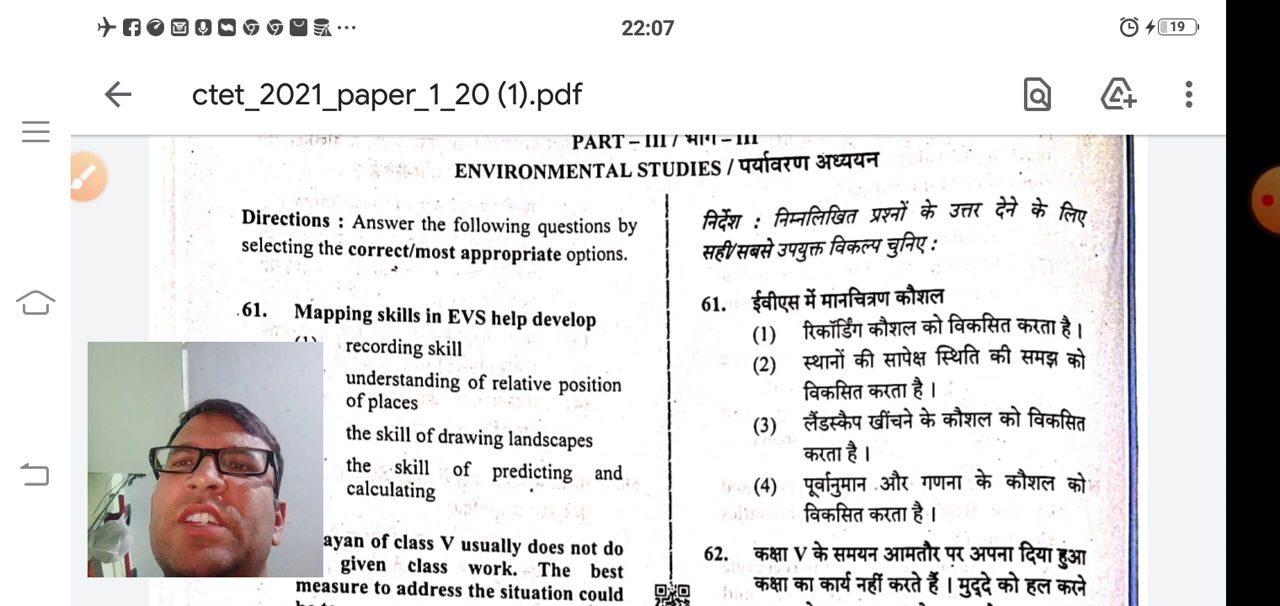 22:07
19
ctet_2021_paper_1_20 (1).pdf
PART – III / भाग – III
ENVIRONMENTAL STUDIES / पर्यावरण अध्ययन
Directions : Answer the following questions by
selecting the correct/most appropriate options.
61. Mapping skills in EVS help develop
recording skill
understanding of relative position
of places
the skill of drawing landscapes
the skill of predicting and
calculating
ayan of class V usually does not do
given class work. The best
measure to address the situation could
निर्देश : निम्नलिखित प्रश्नों के उत्तर देने के लिए
सही/सबसे उपयुक्त विकल्प चुनिए :
61. ईवीएस में मानचित्रण कौशल
(1) रिकॉर्डिंग कौशल को विकसित करता है ।
(2) स्थानों की सापेक्ष स्थिति की समझ को
विकसित करता है ।
(3) लैंडस्कैप खींचने के कौशल को विकसित
करता है ।
(4) पूर्वानुमान और गणना के कौशल को
विकसित करता है ।
62. कक्षा V के समयन आमतौर पर अपना दिया हुआ
कक्षा का कार्य नहीं करते हैं । मुद्दे को हल करने